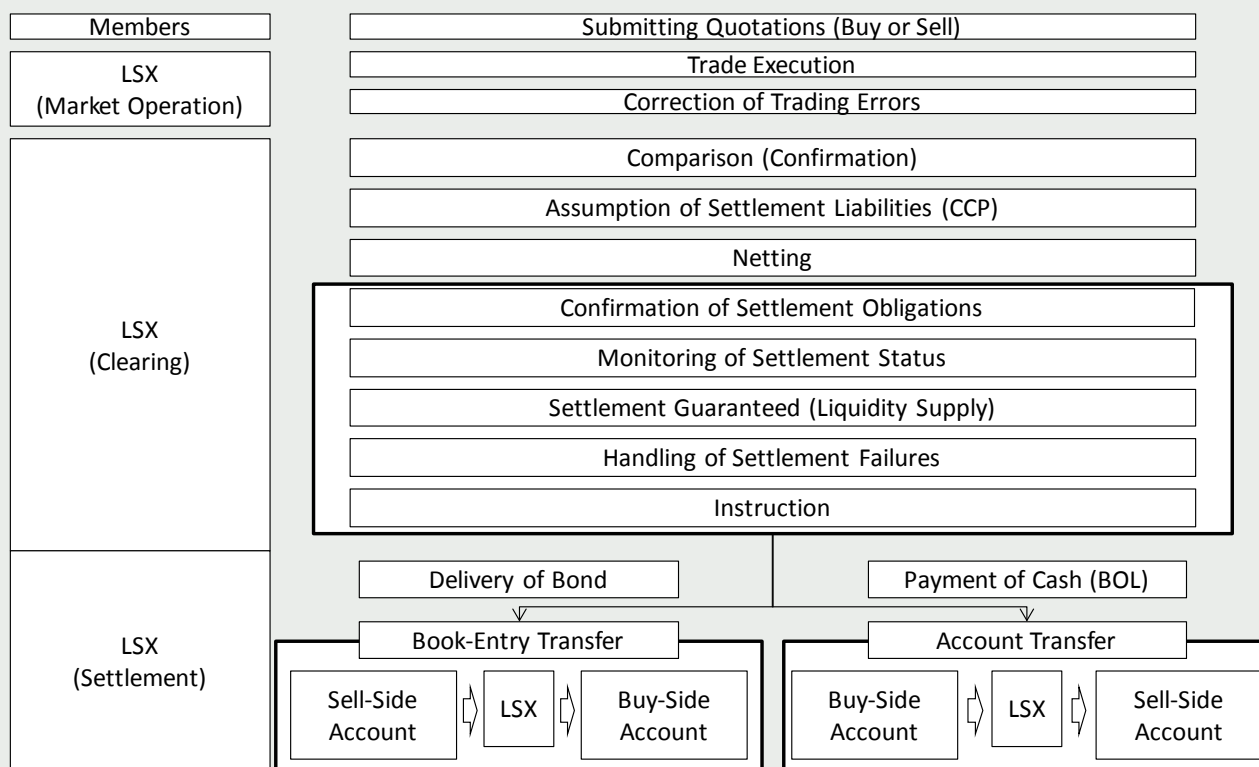 Members
Submitting Quotations (Buy or Sell)
LSX
(Market Operation)
Trade Execution
Correction of Trading Errors
LSX
(Clearing)
Comparison (Confirmation)
Assumption of Settlement Liabilities (CCP)
Netting
Confirmation of Settlement Obligations
Monitoring of Settlement Status
Settlement Guaranteed (Liquidity Supply)
Handling of Settlement Failures
Instruction
LSX
(Settlement)
Delivery of Bond
Payment of Cash (BOL)
Book-Entry Transfer
Account Transfer
Sell-Side
Account
LSX
Buy-Side
Account
Buy-Side
Account
LSX
Sell-Side
Account